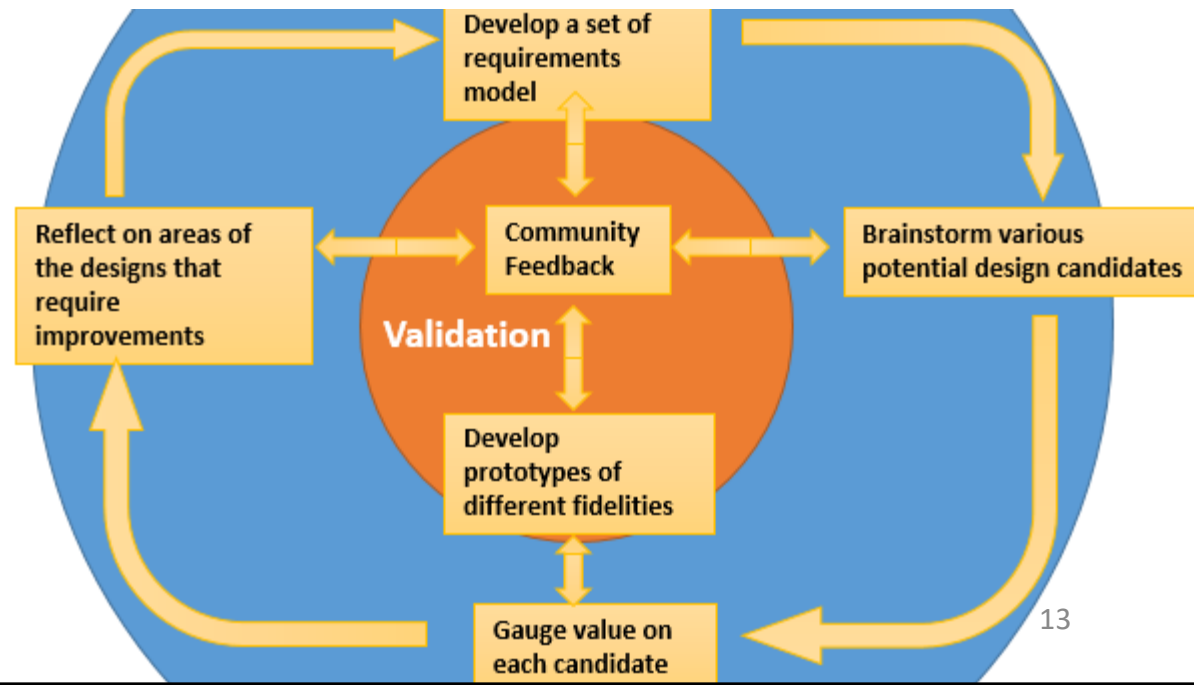 Develop a set of
requirements
model
Reflect on areas of
the designs that
require
improvements
Community
Feedback
Brainstorm various
potential design candidates
Validation
Develop
prototypes of
different fidelities
Gauge value on
each candidate
13